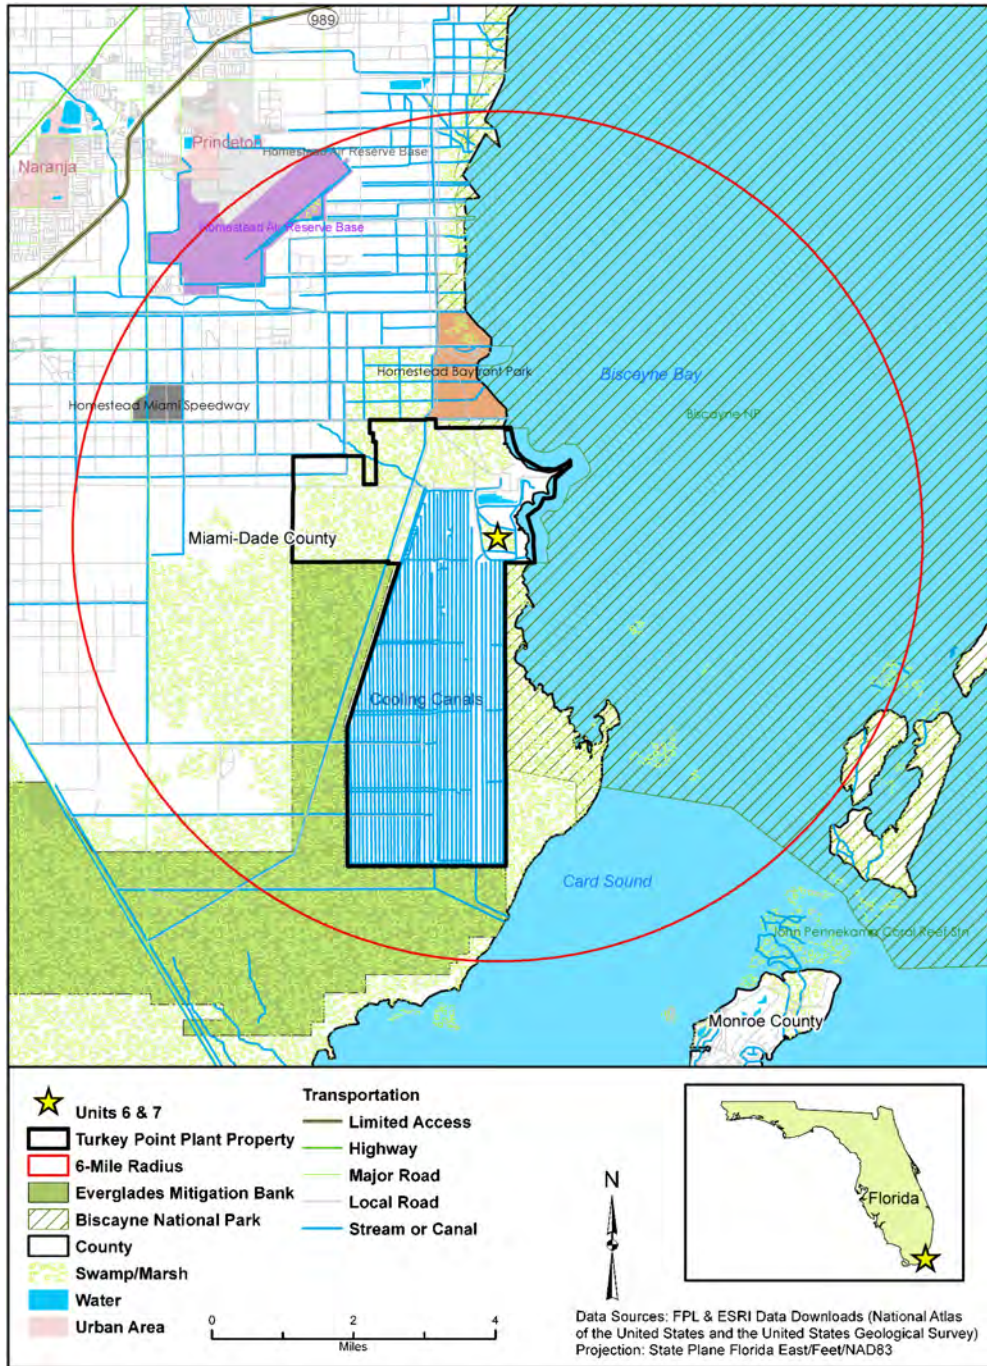 989
Princeton
Homestead Air Reserve Base
Naranja
Homestead Air Reserve Base
Homestead Bayfront Park
Biscayne Bay
Homestead Miami Speedway
Biscayne NP
Miami-Dade County
Cooling Canals
Card Sound
John Pennekamp Coral Reef Stn
Monroe County
Units 6 & 7
Turkey Point Plant Property
6-Mile Radius
Everglades Mitigation Bank
Biscayne National Park
County
Swamp/Marsh
Water
Urban Area
Transportation
Limited Access
Highway
Major Road
Local Road
Stream or Canal
0 2 4
Miles
N
Florida
Data Sources: FPL & ESRI Data Downloads (National Atlas
of the United States and the United States Geological Survey)
Projection: State Plane Florida East/Feet/NAD83